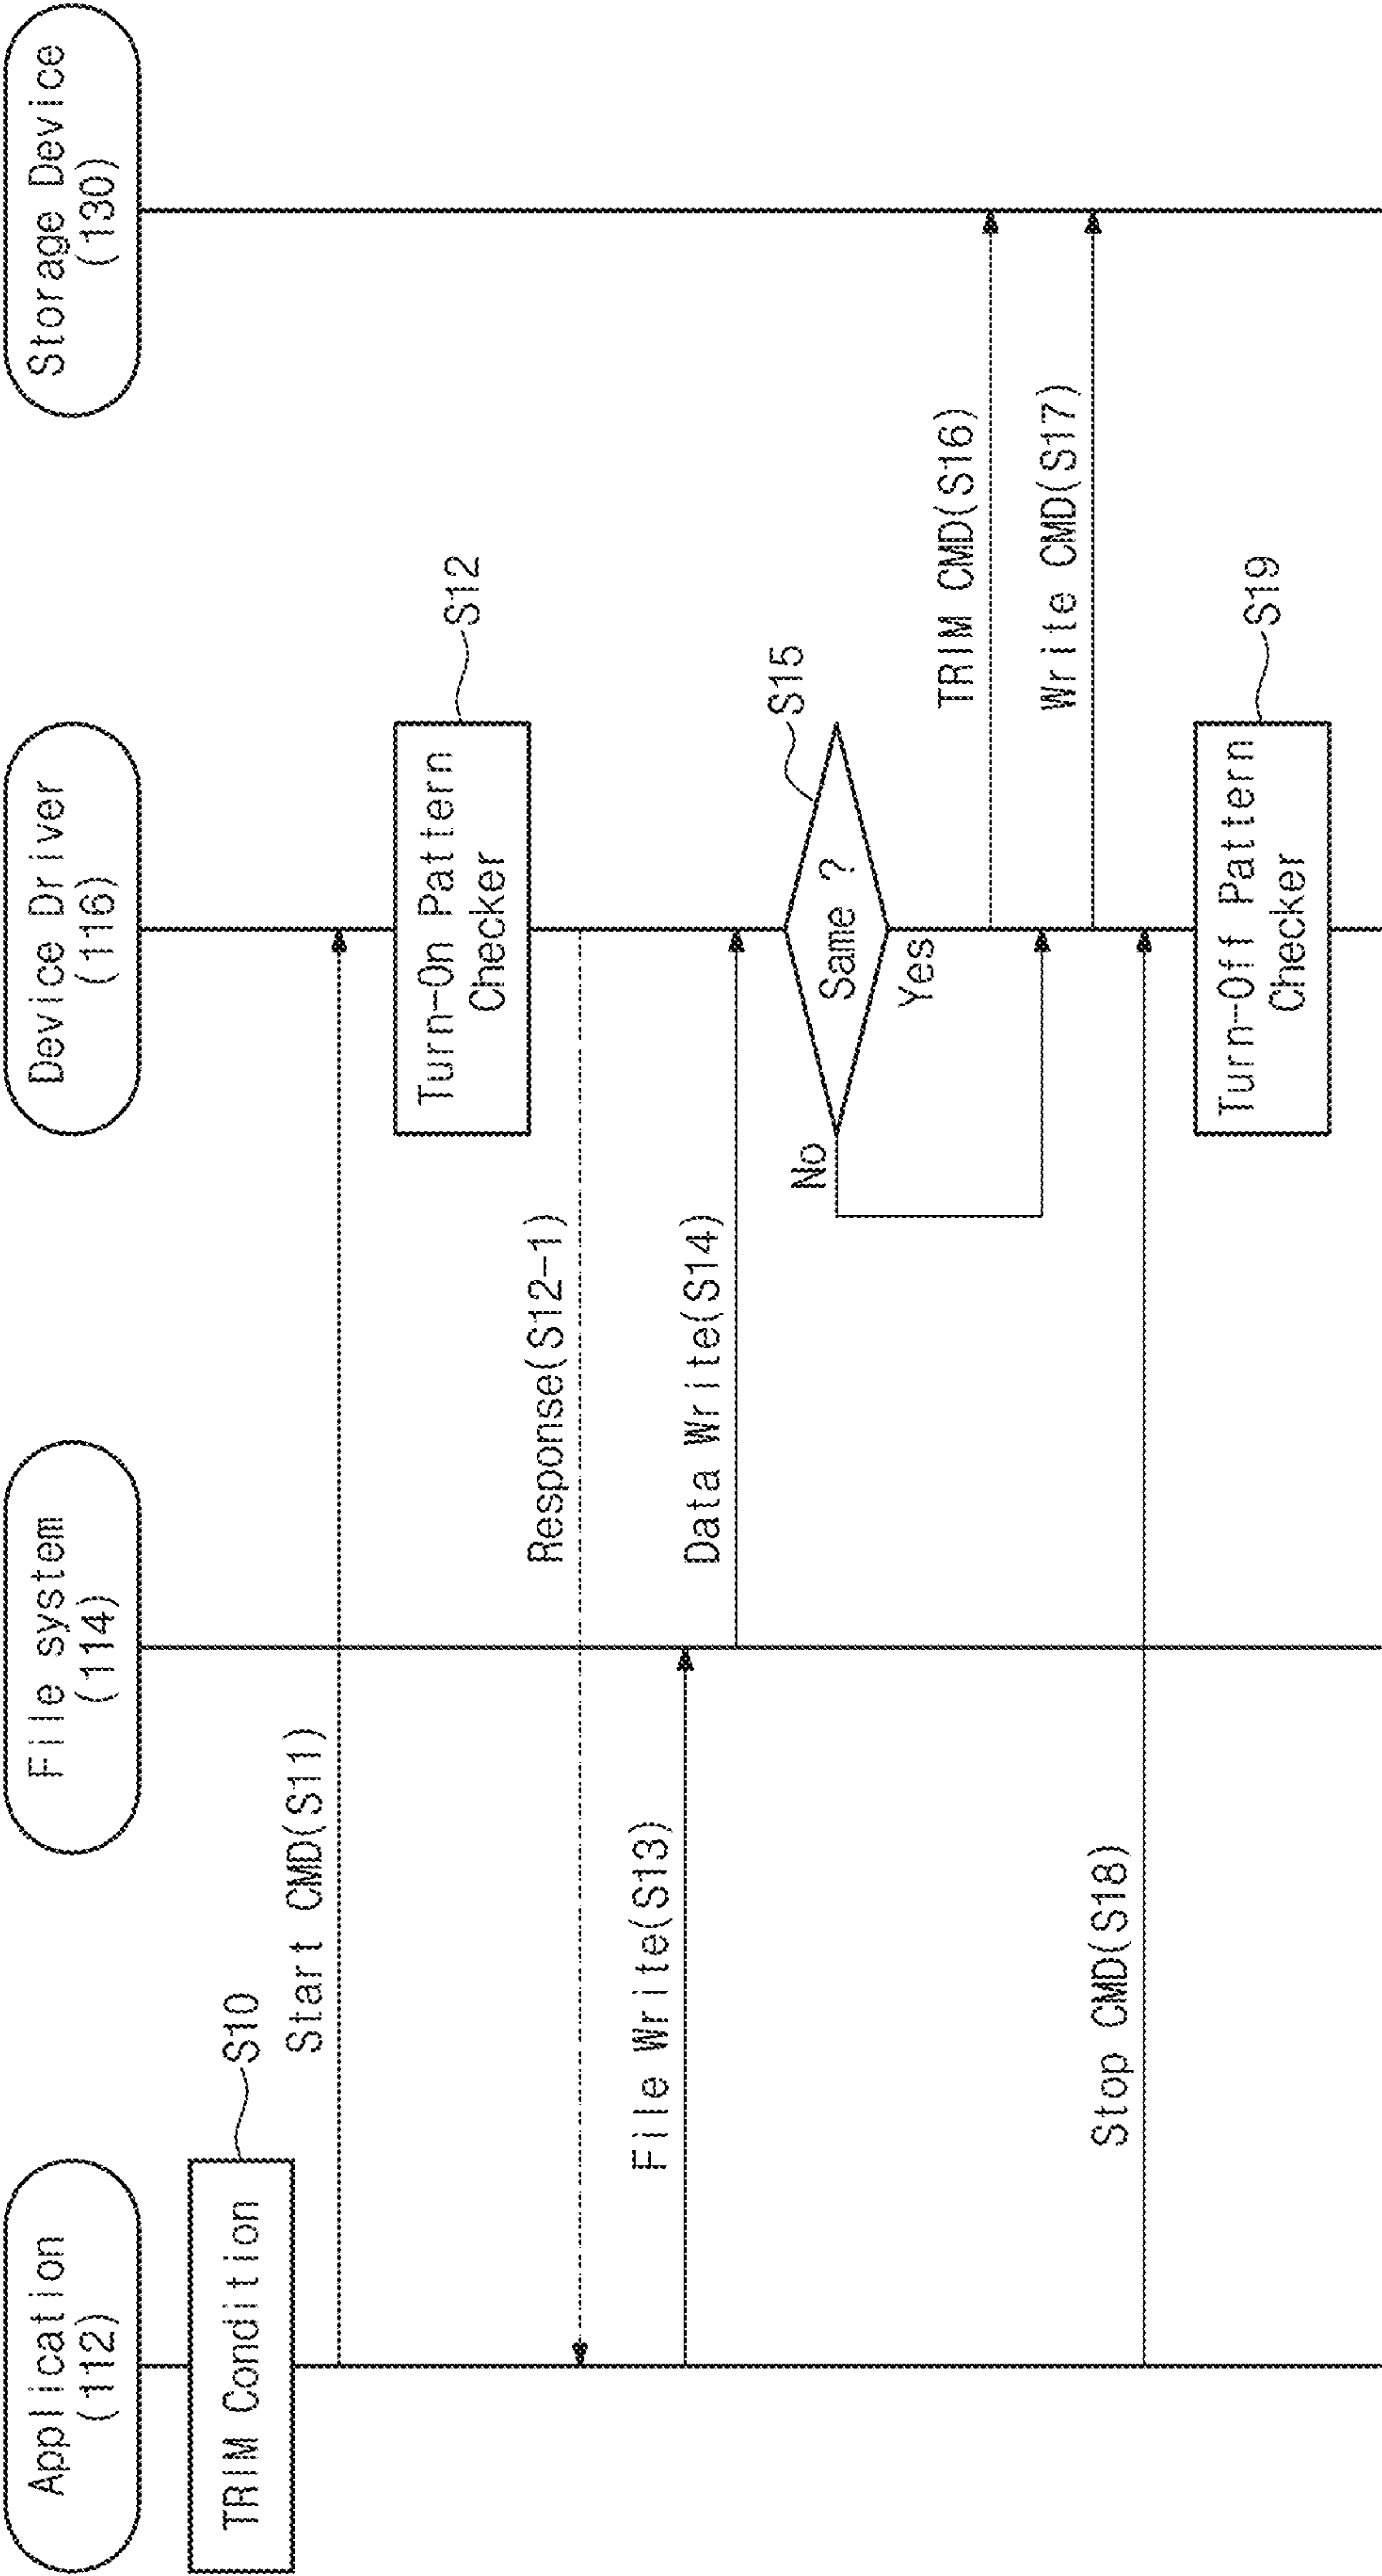 Application
(112)
File system
(114)
Device Driver
(116)
Storage Device
(130)
TRIM Condition
S10
Start CMD(S11)
Turn-On Pattern
Checker
S12
Response(S12-1)
File Write(S13)
Data Write(S14)
Same ?
S15
No
Yes
TRIM CMD(S16)
Write CMD(S17)
Stop CMD(S18)
Turn-Off Pattern
Checker
S19